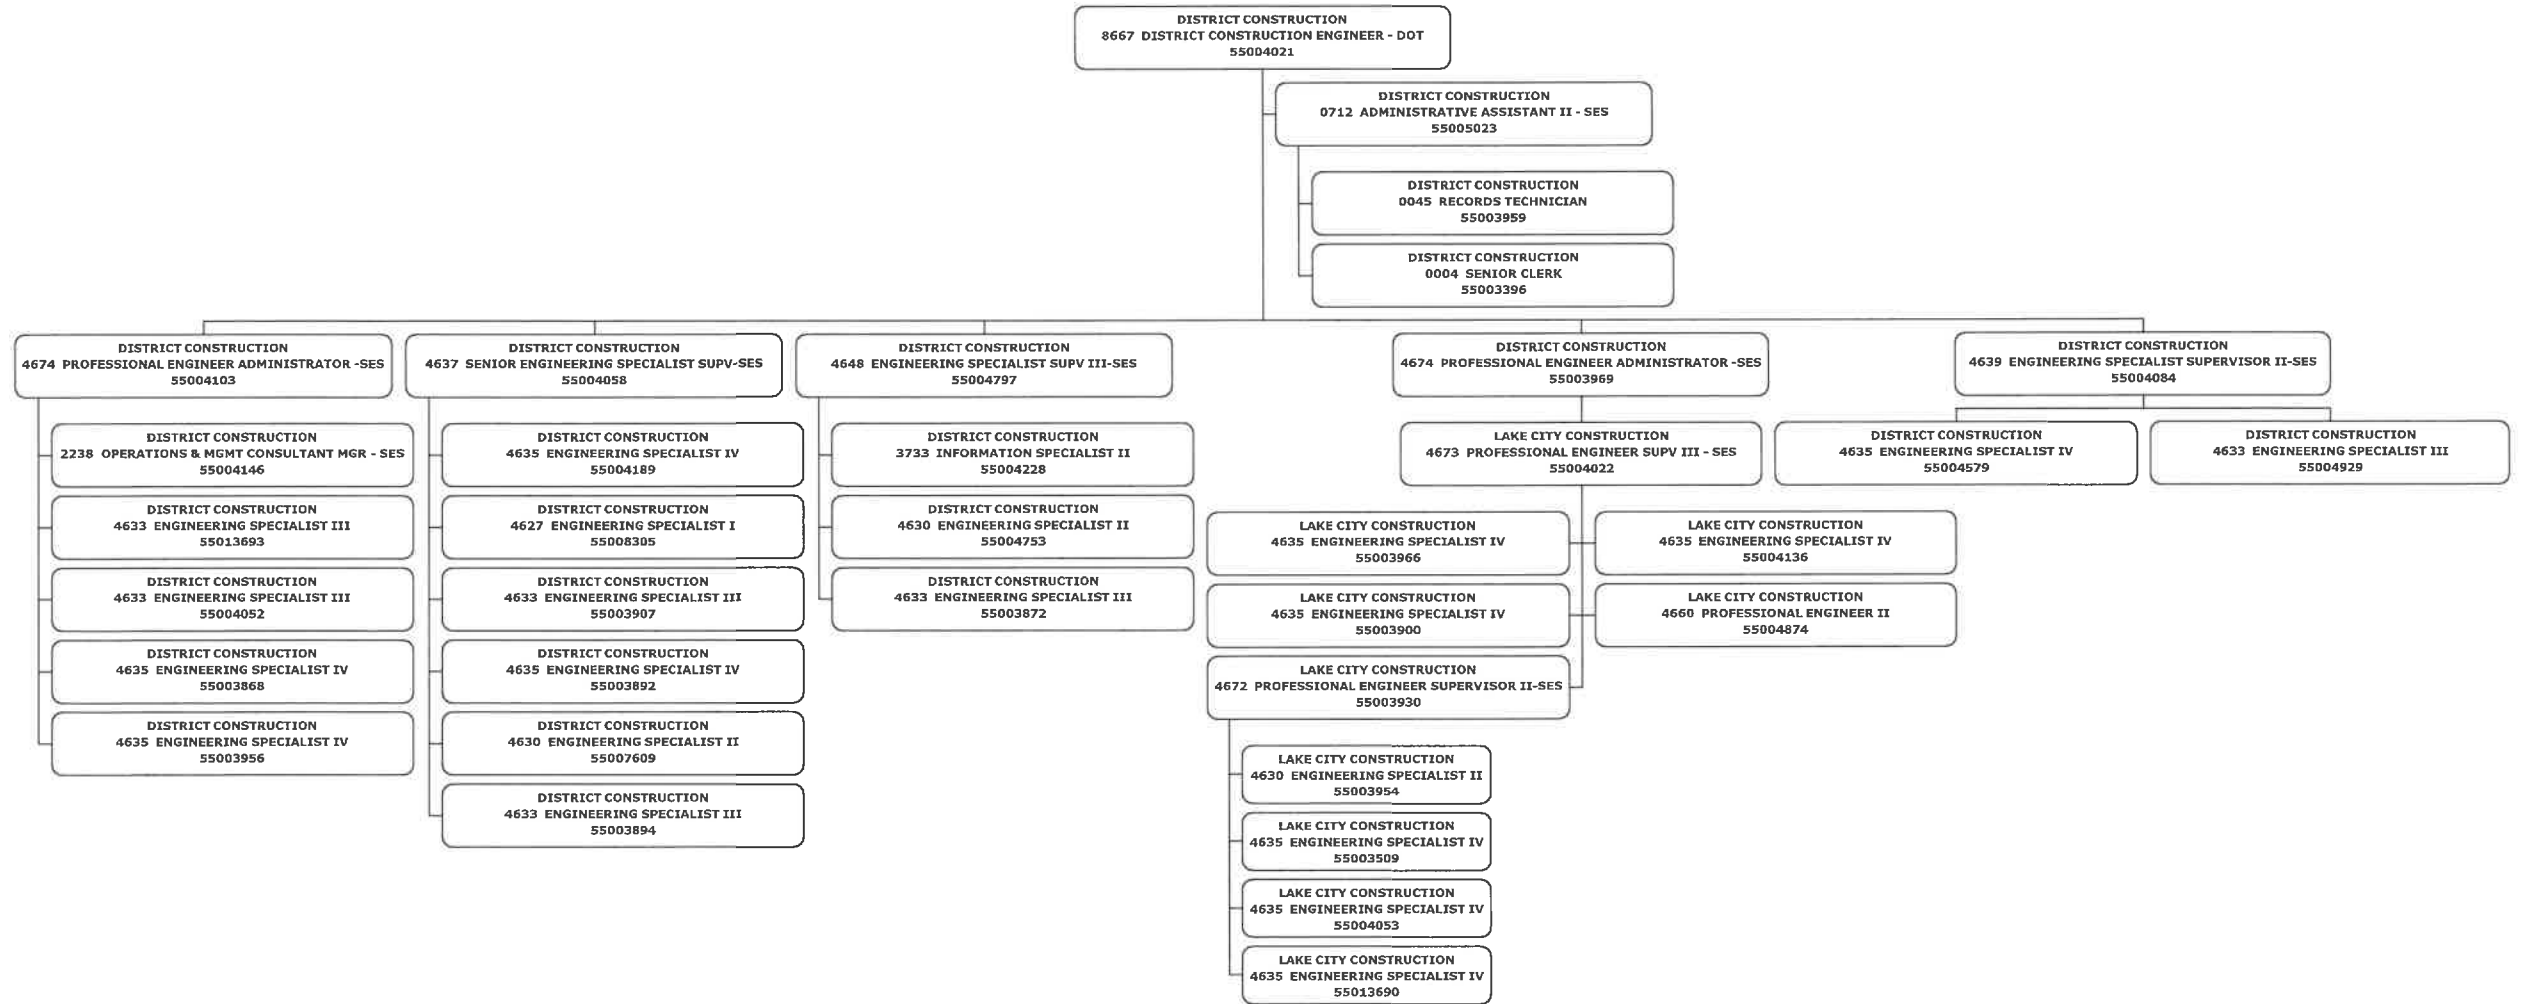 DISTRICT CONSTRUCTION
8667 DISTRICT CONSTRUCTION ENGINEER - DOT
55004021
DISTRICT CONSTRUCTION
0712 ADMINISTRATIVE ASSISTANT II - SES
55005023
DISTRICT CONSTRUCTION
0045 RECORDS TECHNICIAN
55003959
DISTRICT CONSTRUCTION
0004 SENIOR CLERK
55003396
DISTRICT CONSTRUCTION
4674 PROFESSIONAL ENGINEER ADMINISTRATOR -SES
55004103
DISTRICT CONSTRUCTION
2238 OPERATIONS & MGMT CONSULTANT MGR - SES
55004146
DISTRICT CONSTRUCTION
4633 ENGINEERING SPECIALIST III
55013693
DISTRICT CONSTRUCTION
4633 ENGINEERING SPECIALIST III
55004052
DISTRICT CONSTRUCTION
4635 ENGINEERING SPECIALIST IV
55003868
DISTRICT CONSTRUCTION
4635 ENGINEERING SPECIALIST IV
55003956
DISTRICT CONSTRUCTION
4637 SENIOR ENGINEERING SPECIALIST SUPV-SES
55004058
DISTRICT CONSTRUCTION
4635 ENGINEERING SPECIALIST IV
55004189
DISTRICT CONSTRUCTION
4627 ENGINEERING SPECIALIST I
55008305
DISTRICT CONSTRUCTION
4633 ENGINEERING SPECIALIST III
55003907
DISTRICT CONSTRUCTION
4635 ENGINEERING SPECIALIST IV
55003892
DISTRICT CONSTRUCTION
4630 ENGINEERING SPECIALIST II
55007609
DISTRICT CONSTRUCTION
4633 ENGINEERING SPECIALIST III
55003894
DISTRICT CONSTRUCTION
4648 ENGINEERING SPECIALIST SUPV III-SES
55004797
DISTRICT CONSTRUCTION
3733 INFORMATION SPECIALIST II
55004228
DISTRICT CONSTRUCTION
4630 ENGINEERING SPECIALIST II
55004753
DISTRICT CONSTRUCTION
4633 ENGINEERING SPECIALIST III
55003872
DISTRICT CONSTRUCTION
4674 PROFESSIONAL ENGINEER ADMINISTRATOR -SES
55003969
LAKE CITY CONSTRUCTION
4673 PROFESSIONAL ENGINEER SUPV III - SES
55004022
LAKE CITY CONSTRUCTION
4635 ENGINEERING SPECIALIST IV
55003966
LAKE CITY CONSTRUCTION
4635 ENGINEERING SPECIALIST IV
55004136
LAKE CITY CONSTRUCTION
4635 ENGINEERING SPECIALIST IV
55003900
LAKE CITY CONSTRUCTION
4660 PROFESSIONAL ENGINEER II
55004874
LAKE CITY CONSTRUCTION
4672 PROFESSIONAL ENGINEER SUPERVISOR II-SES
55003930
LAKE CITY CONSTRUCTION
4630 ENGINEERING SPECIALIST II
55003954
LAKE CITY CONSTRUCTION
4635 ENGINEERING SPECIALIST IV
55003509
LAKE CITY CONSTRUCTION
4635 ENGINEERING SPECIALIST IV
55004053
LAKE CITY CONSTRUCTION
4635 ENGINEERING SPECIALIST IV
55013690
DISTRICT CONSTRUCTION
4639 ENGINEERING SPECIALIST SUPERVISOR II-SES
55004084
DISTRICT CONSTRUCTION
4635 ENGINEERING SPECIALIST IV
55004579
DISTRICT CONSTRUCTION
4633 ENGINEERING SPECIALIST III
55004929